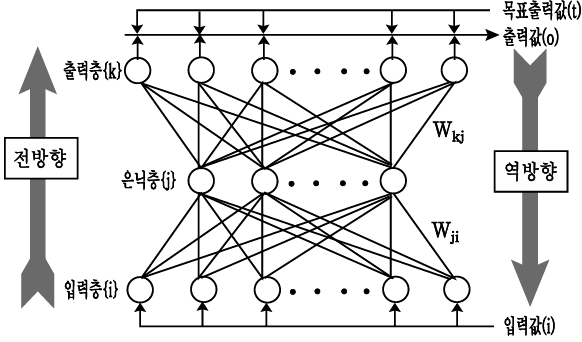 목표출력값(t)
출력값(o)
출력층{k}
W_kj
전방향
은닉층{j}
역방향
W_ji
입력층{i}
입력값(i)